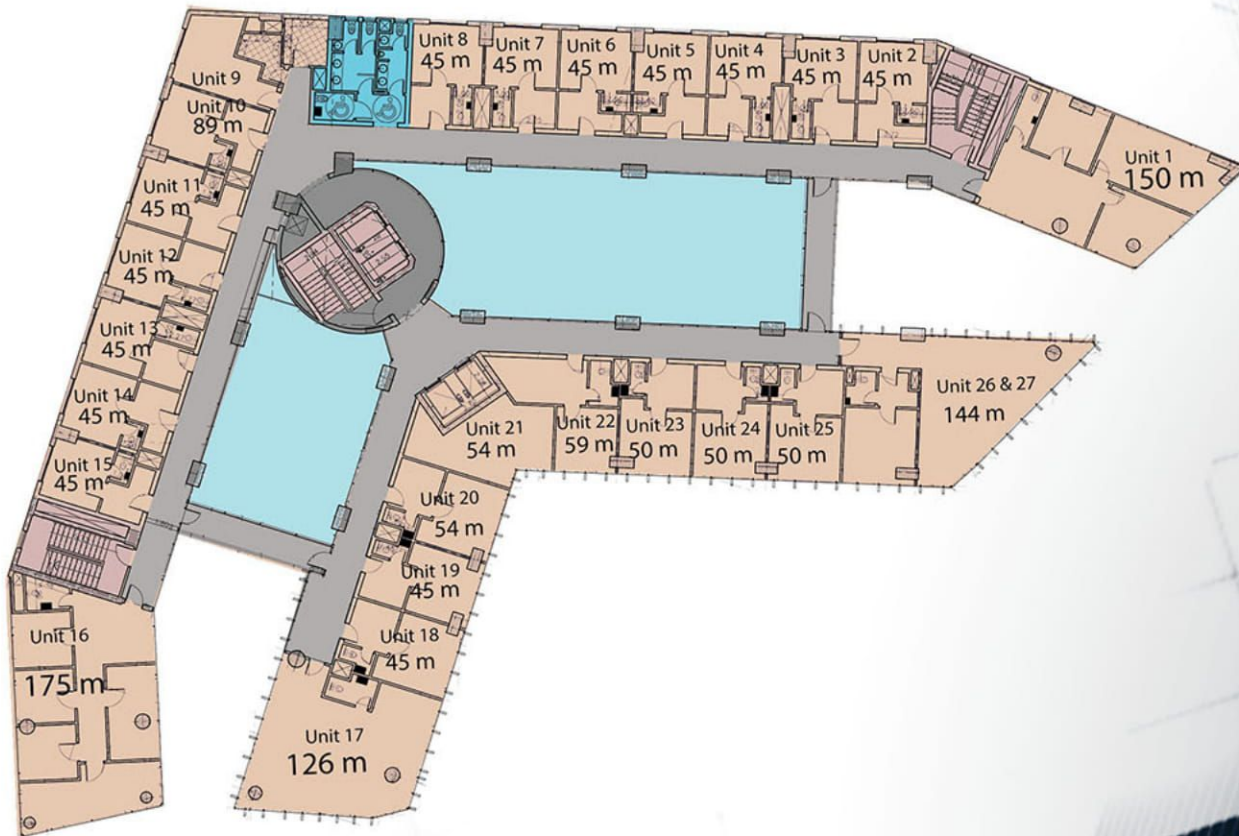 Unit 8
45 m
Unit 7
45 m
Unit 6
45 m
Unit 5
45 m
Unit 4
45 m
Unit 3
45 m
Unit 2
45 m
Unit 1
150 m
Unit 9
Unit 10
89 m
Unit 11
45 m
Unit 12
45 m
Unit 13
45 m
Unit 14
45 m
Unit 15
45 m
Unit 16
175 m
Unit 17
126 m
Unit 18
45 m
Unit 19
45 m
Unit 20
54 m
Unit 21
54 m
Unit 22
59 m
Unit 23
50 m
Unit 24
50 m
Unit 25
50 m
Unit 26 & 27
144 m